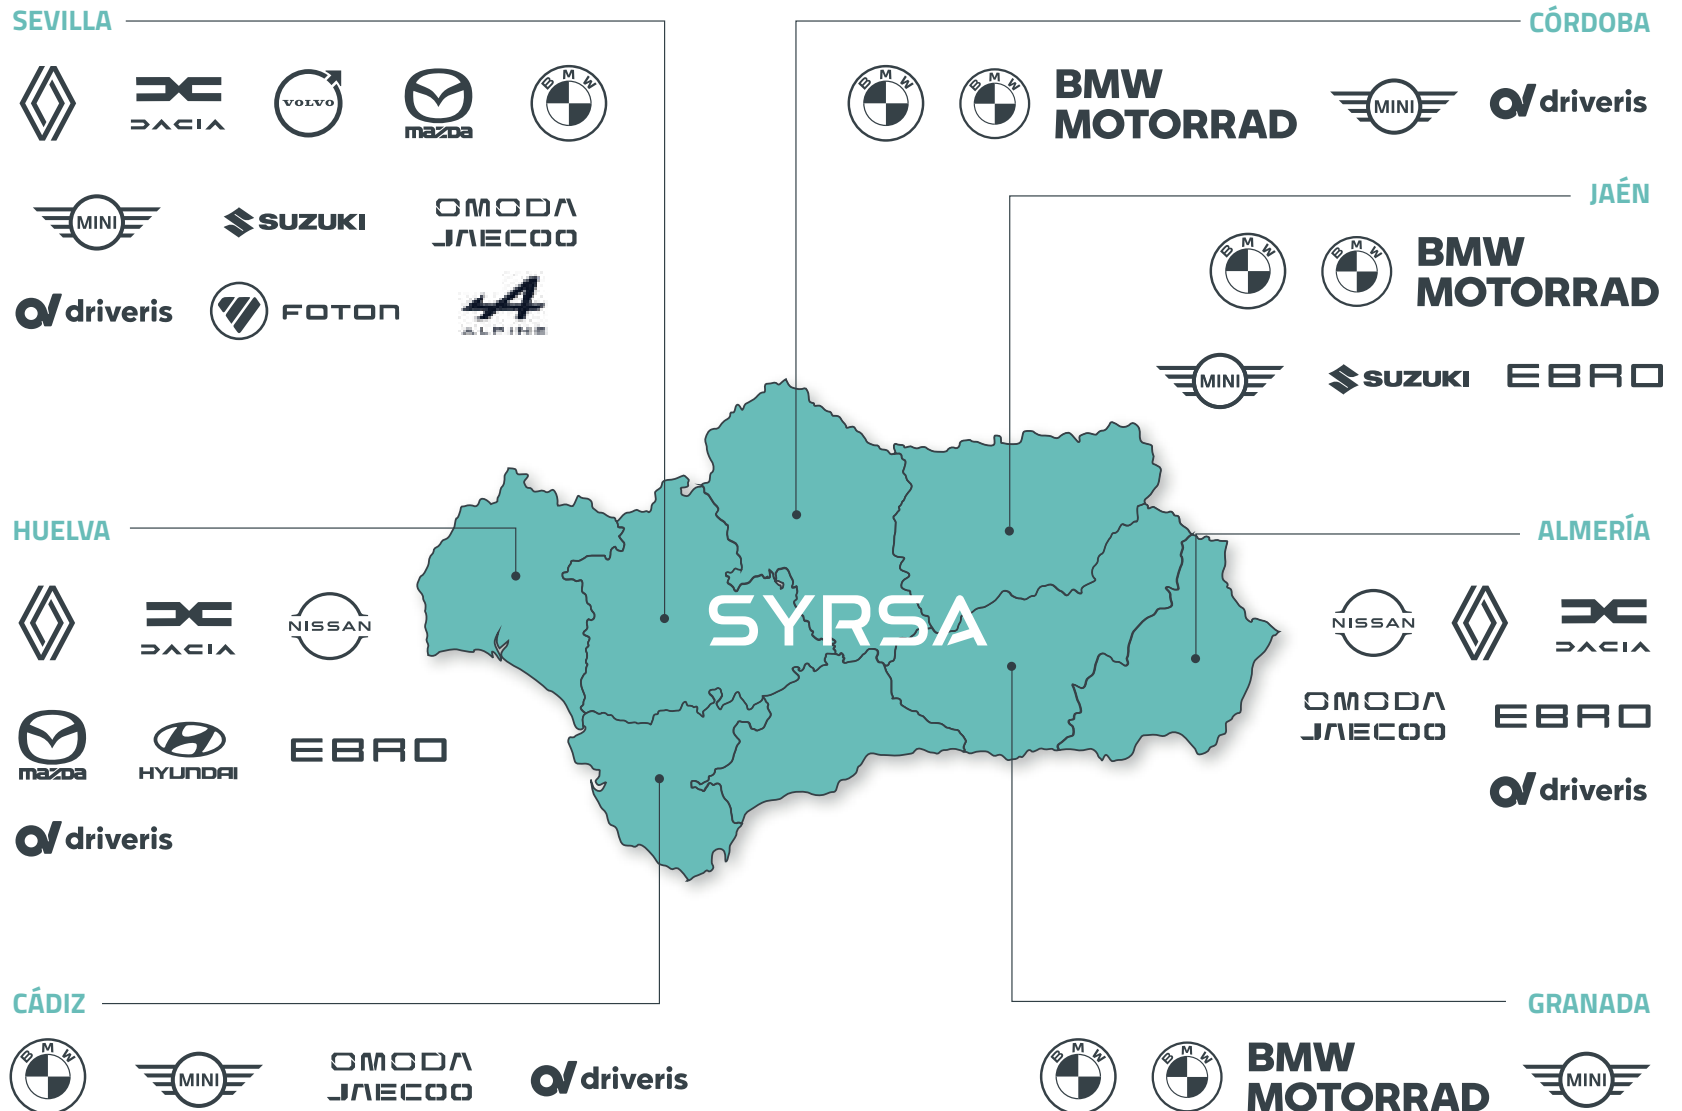 SEVILLA
DACIA
VOLVO
mazda
BMW
MINI
SUZUKI
OMODA
JAECOO
driveris
FOTON
ALPINE
CÓRDOBA
BMW
BMW
BMW
MOTORRAD
MINI
driveris
JAÉN
BMW
BMW
BMW
MOTORRAD
MINI
SUZUKI
EBRO
HUELVA
DACIA
NISSAN
mazda
HYUNDAI
EBRO
driveris
SYRSA
ALMERÍA
NISSAN
DACIA
OMODA
JAECOO
EBRO
driveris
CÁDIZ
BMW
MINI
OMODA
JAECOO
driveris
GRANADA
BMW
BMW
BMW
MOTORRAD
MINI